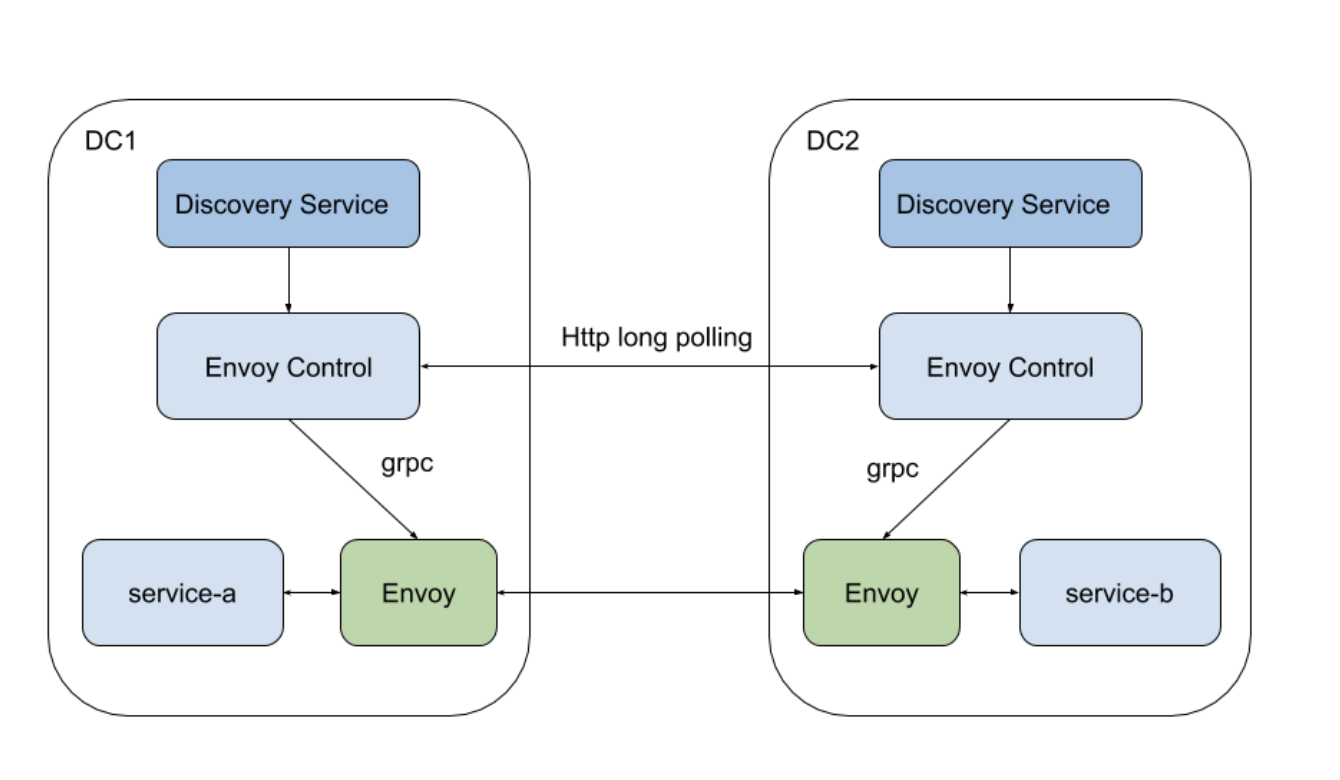 DC1
DC2
Discovery Service
Discovery Service
Http long polling
Envoy Control
Envoy Control
grpc
grpc
service-a
Envoy
Envoy
service-b